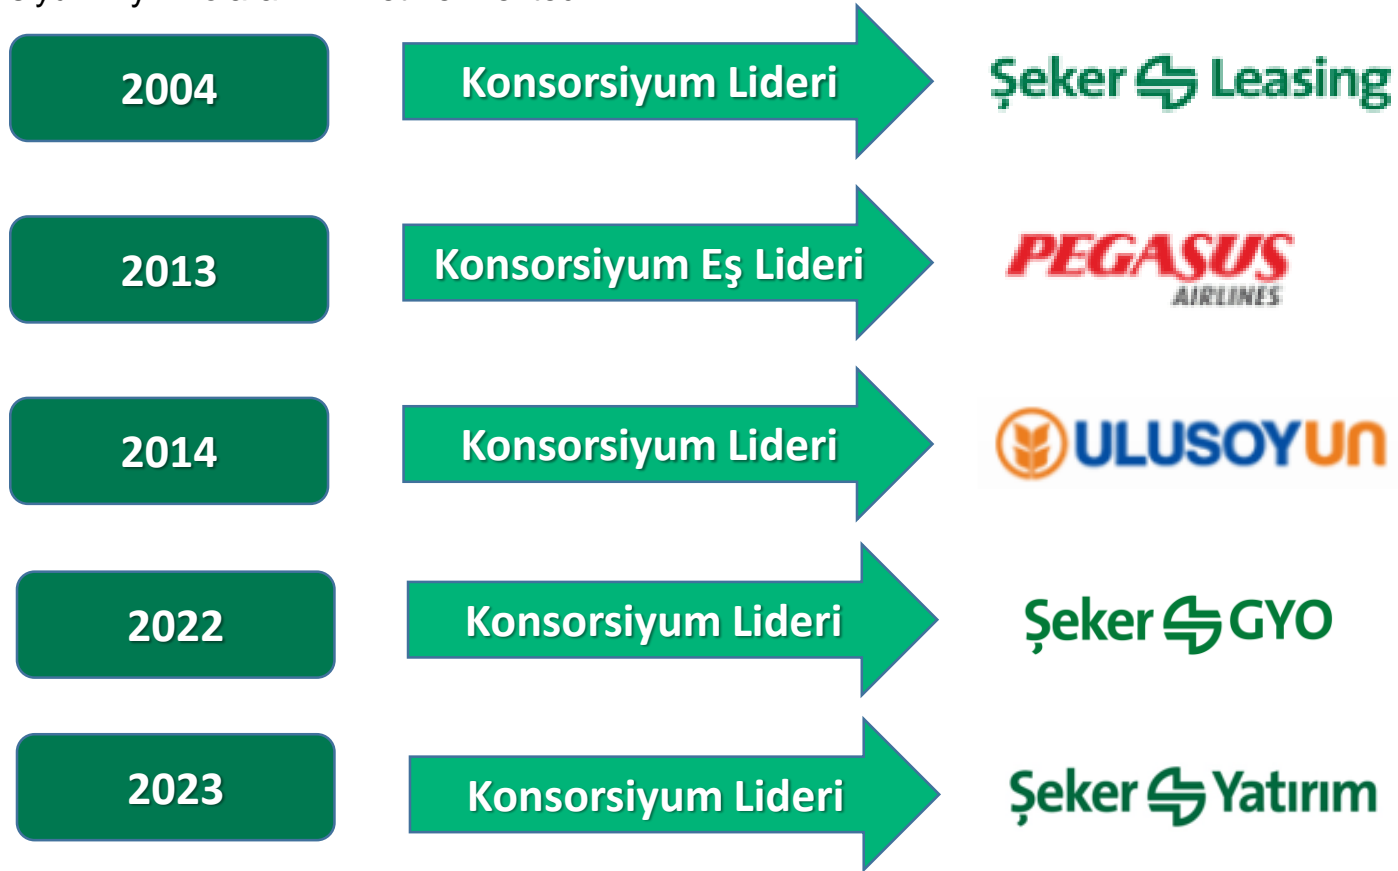 2004 Konsorsiyum Lideri Şeker Leasing
2013 Konsorsiyum Eş Lideri PEGASUS
AIRLINES
2014 Konsorsiyum Lideri ULUSOYUN
2022 Konsorsiyum Lideri Şeker GYO
2023 Konsorsiyum Lideri Şeker Yatırım